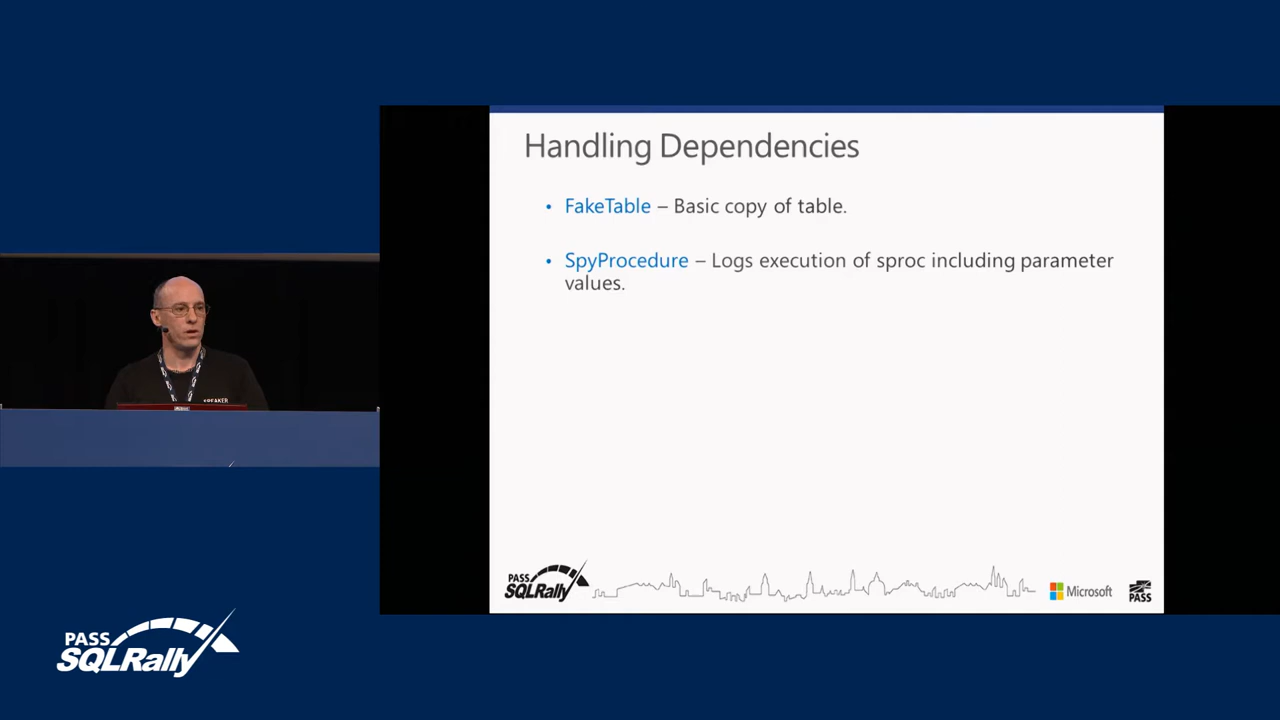 Handling Dependencies
• FakeTable – Basic copy of table.
• SpyProcedure – Logs execution of sproc including parameter
values.
SPEAKER
PASS
SQLRally
Microsoft
PASS
PASS
SQLRally